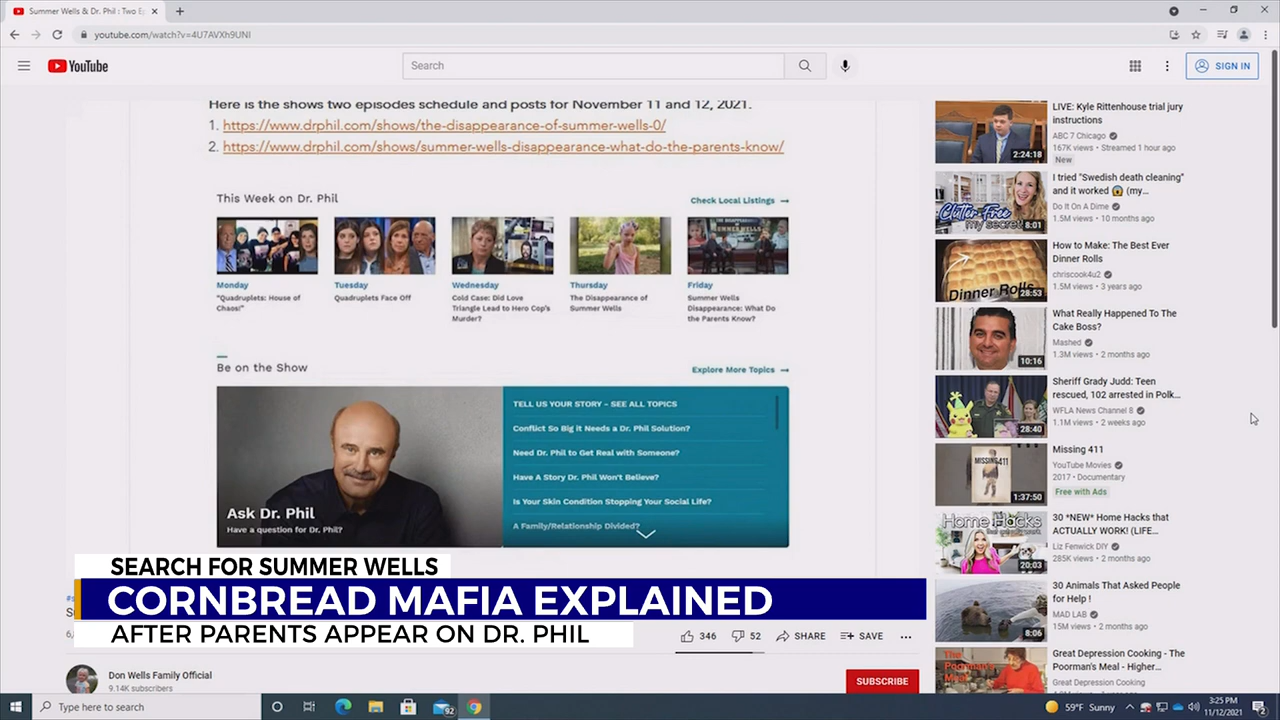 Summer Wells & Dr. Phil : Two Ep
youtube.com/watch?v=4U7AVXh9UNI
YouTube
Search
SIGN IN
Here is the shows two episodes schedule and posts for November 11 and 12, 2021.
1. https://www.drphil.com/shows/the-disappearance-of-summer-wells-0/
2. https://www.drphil.com/shows/summer-wells-disappearance-what-do-the-parents-know/
This Week on Dr. Phil
Check Local Listings →
Monday
"Quadruplets: House of
Chaos!"
Tuesday
Quadruplets Face Off
Wednesday
Cold Case: Did Love
Triangle Lead to Hero Cop's
Murder?
Thursday
The Disappearance of
Summer Wells
Friday
Summer Wells
Disappearance: What Do
the Parents Know?
Be on the Show
Explore More Topics →
Ask Dr. Phil
Have a question for Dr. Phil?
TELL US YOUR STORY – SEE ALL TOPICS
Conflict So Big it Needs a Dr. Phil Solution?
Need Dr. Phil to Get Real with Someone?
Have A Story Dr. Phil Won't Believe?
Is Your Skin Condition Stopping Your Social Life?
A Family/Relationship Divided?
SEARCH FOR SUMMER WELLS
CORNBREAD MAFIA EXPLAINED
AFTER PARENTS APPEAR ON DR. PHIL
346
52
SHARE
SAVE
Don Wells Family Official
9.14K subscribers
SUBSCRIBE
2:24:18
LIVE: Kyle Rittenhouse trial jury
instructions
ABC 7 Chicago
167K views • Streamed 1 hour ago
New
Clutter Free
my secret
8:01
I tried "Swedish death cleaning"
and it worked 😱 (my...
Do It On A Dime
1.5M views • 10 months ago
Dinner Rolls
28:53
How to Make: The Best Ever
Dinner Rolls
chriscook4u2
1.5M views • 3 years ago
10:16
What Really Happened To The
Cake Boss?
Mashed
1.3M views • 2 months ago
28:40
Sheriff Grady Judd: Teen
rescued, 102 arrested in Polk...
WFLA News Channel 8
1.1M views • 2 weeks ago
MISSING 411
1:37:50
Missing 411
YouTube Movies
2017 • Documentary
Free with Ads
Home Hacks
20:03
30 *NEW* Home Hacks that
actually WORK! (LIFE...
Liz Fenwick DIY
285K views • 2 months ago
8:06
30 Animals That Asked People
for Help !
MAD LAB
15M views • 2 months ago
The
Poorman's
Meal
Great Depression Cooking - The
Poorman's Meal - Higher...
Great Depression Cooking
Type here to search
92
59°F Sunny
3:25 PM
11/12/2021
2